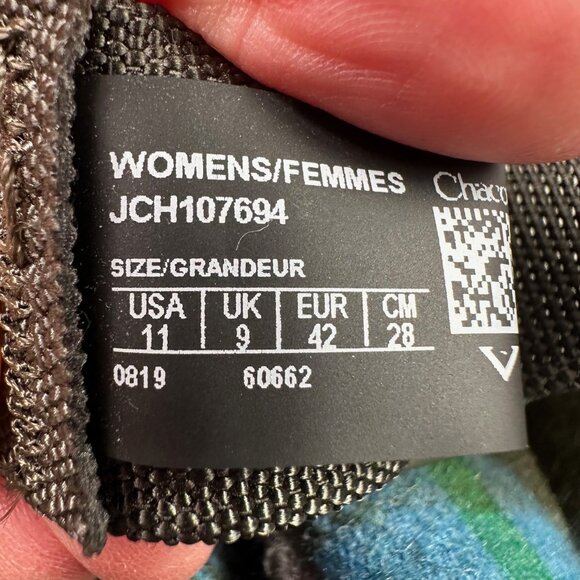 WOMENS/FEMMES
Chaco
JCH107694
SIZE/GRANDEUR
USA UK EUR CM
11 9 42 28
0819 60662